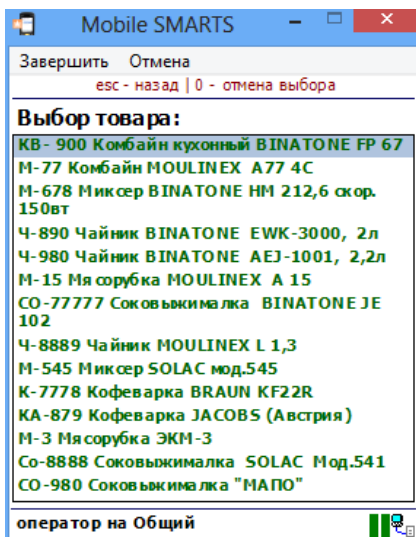 Mobile SMARTS
Завершить Отмена
esc - назад | 0 - отмена выбора
Выбор товара:
КВ- 900 Комбайн кухонный BINATONE FP 67
М-77 Комбайн MOULINEX A77 4C
М-678 Миксер BINATONE HM 212,6 скор.
150вт
Ч-890 Чайник BINATONE EWK-3000, 2л
Ч-980 Чайник BINATONE AEJ-1001, 2,2л
М-15 Мясорубка MOULINEX A 15
СО-77777 Соковыжималка BINATONE JE
102
Ч-8889 Чайник MOULINEX L 1,3
М-545 Миксер SOLAC мод.545
К-7778 Кофеварка BRAUN KF22R
КА-879 Кофеварка JACOBS (Австрия)
М-3 Мясорубка ЭКМ-3
Со-8888 Соковыжималка SOLAC Мод.541
СО-980 Соковыжималка "МАПО"
оператор на Общий